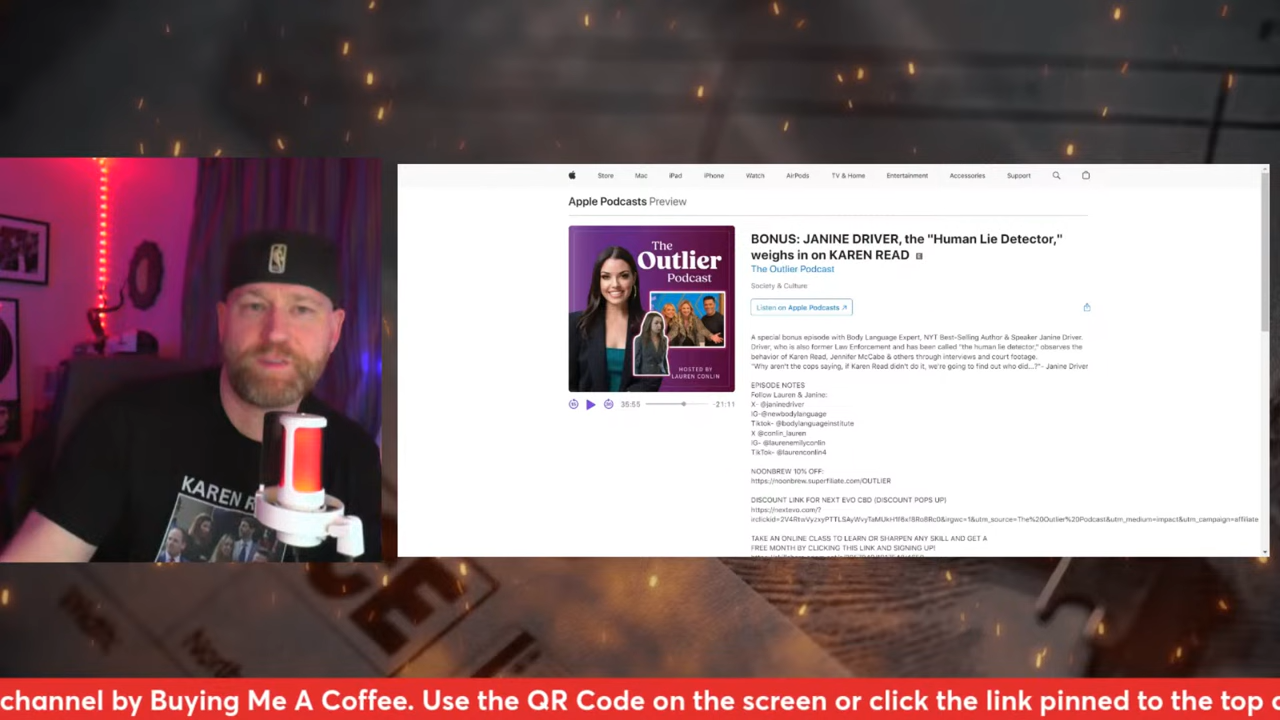 Store Mac iPad iPhone Watch AirPods TV & Home Entertainment Accessories Support
Apple Podcasts Preview
The
Outlier
Podcast
HOSTED BY
LAUREN CONLIN
35:55
-21:11
BONUS: JANINE DRIVER, the "Human Lie Detector,"
weighs in on KAREN READ E
The Outlier Podcast
Society & Culture
Listen on Apple Podcasts ↗
A special bonus episode with Body Language Expert, NYT Best-Selling Author & Speaker Janine Driver.
Driver, who is also former Law Enforcement and has been called "the human lie detector," observes the
behavior of Karen Read, Jennifer McCabe & others through interviews and court footage.
"Why aren't the cops saying, if Karen Read didn't do it, we're going to find out who did...?"- Janine Driver
EPISODE NOTES
Follow Lauren & Janine:
X- @janinedriver
IG-@newbodylanguage
Tiktok- @bodylanguageinstitute
X @conlin_lauren
IG- @laurenemilyconlin
TikTok- @laurenconlin4
NOONBREW 10% OFF:
https://noonbrew.superfiliate.com/OUTLIER
DISCOUNT LINK FOR NEXT EVO CBD (DISCOUNT POPS UP)
https://nextevo.com/?
TAKE AN ONLINE CLASS TO LEARN OR SHARPEN ANY SKILL AND GET A
FREE MONTH BY CLICKING THIS LINK AND SIGNING UP!
KAREN R
channel by Buying Me A Coffee. Use the QR Code on the screen or click the link pinned to the top